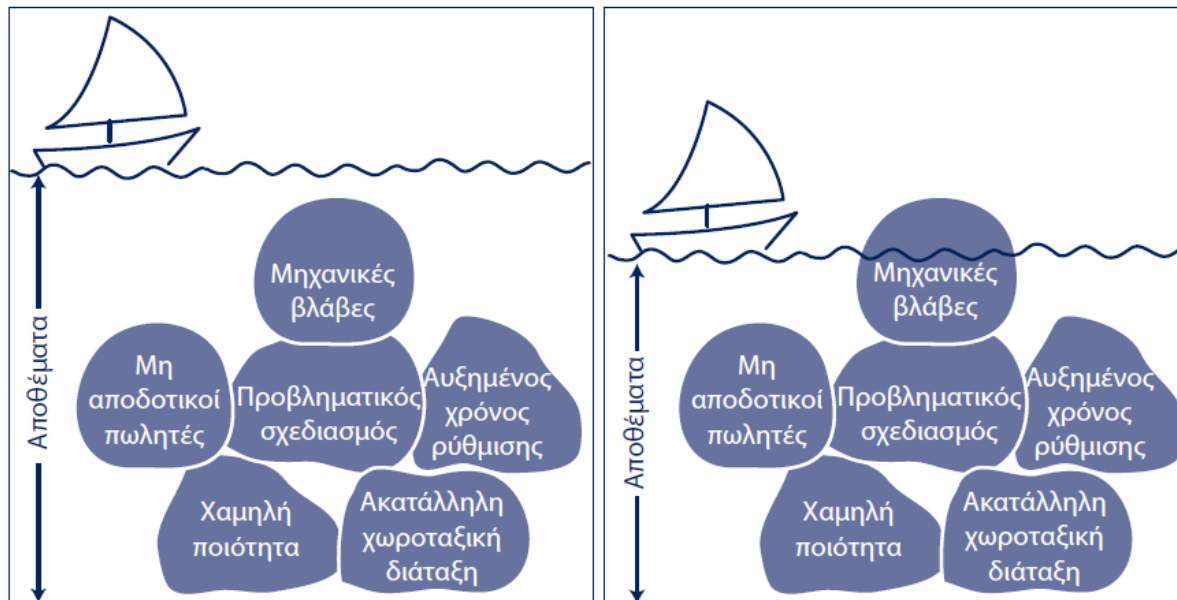 Αποθέματα
Μηχανικές
βλάβες
Μη
αποδοτικοί
πωλητές
Προβληματικός
σχεδιασμός
Αυξημένος
χρόνος
ρύθμισης
Χαμηλή
ποιότητα
Ακατάλληλη
χωροταξική
διάταξη
Αποθέματα
Μηχανικές
βλάβες
Μη
αποδοτικοί
πωλητές
Προβληματικός
σχεδιασμός
Αυξημένος
χρόνος
ρύθμισης
Χαμηλή
ποιότητα
Ακατάλληλη
χωροταξική
διάταξη